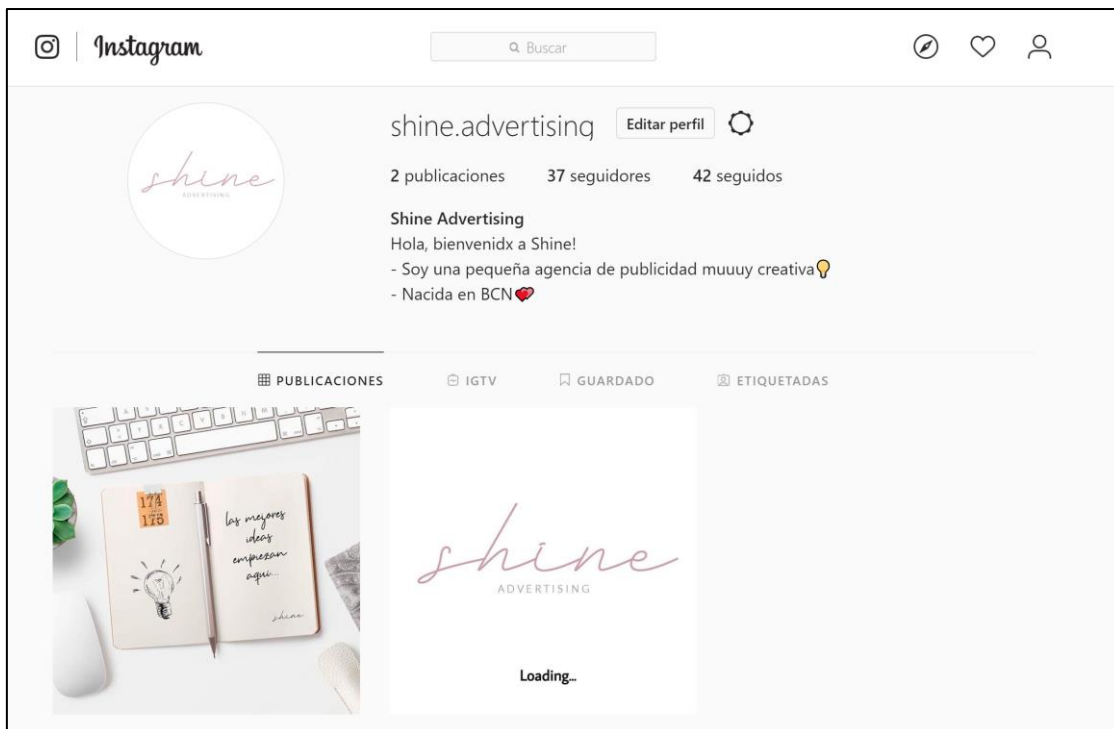 Instagram
Buscar
shine.advertising Editar perfil
2 publicaciones 37 seguidores 42 seguidos
Shine Advertising
Hola, bienvenidx a Shine!
- Soy una pequeña agencia de publicidad muuuy creativa💡
- Nacida en BCN💕
PUBLICACIONES IGTV GUARDADO ETIQUETADAS
shine
ADVERTISING
174
175
las mejores
ideas
empiezan
aquí...
shine
shine
ADVERTISING
Loading...